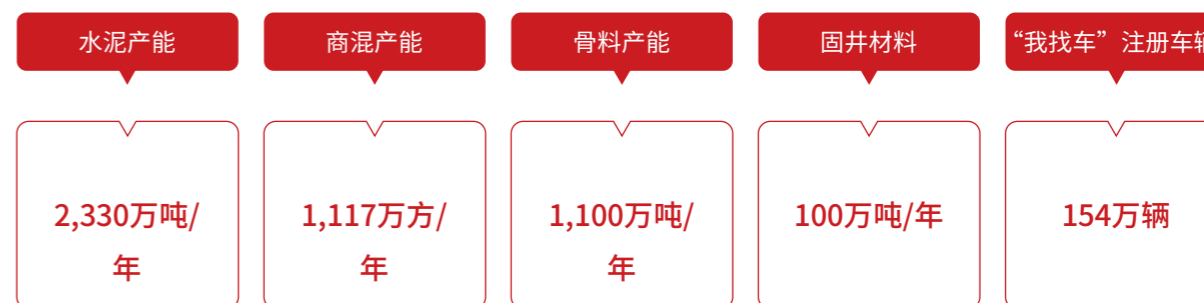 水泥产能
商混产能
骨料产能
固井材料
“我找车”注册车辆
2,330万吨/
年
1,117万方/
年
1,100万吨/
年
100万吨/年
154万辆